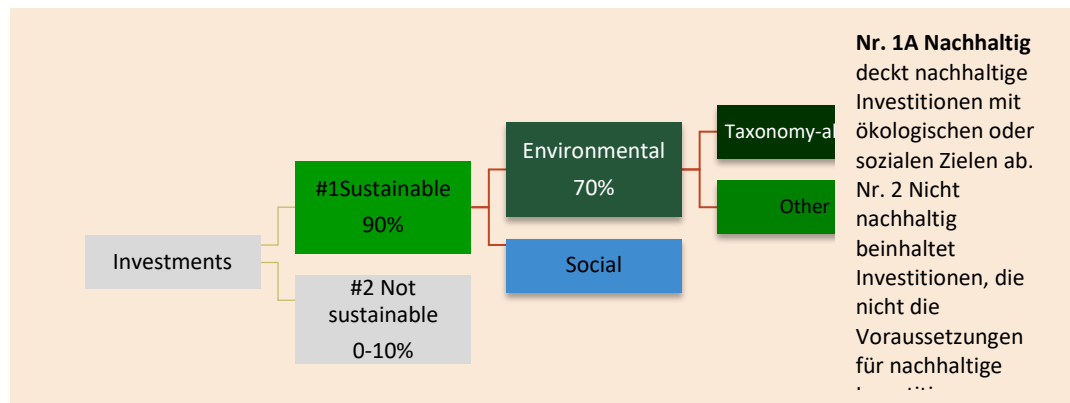 Investments
#1Sustainable
90%
#2 Not
sustainable
0-10%
Environmental
70%
Social
Other
Nr. 1A Nachhaltig
deckt nachhaltige
Investitionen mit
ökologischen oder
sozialen Zielen ab.
Nr. 2 Nicht
nachhaltig
beinhaltet
Investitionen, die
nicht die
Voraussetzungen
für nachhaltige